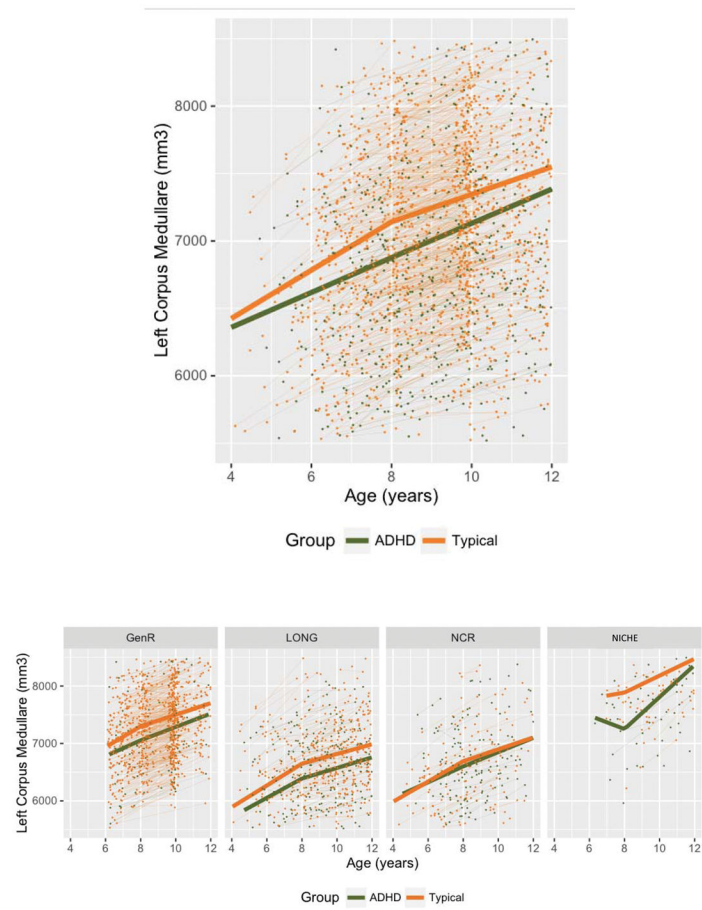 Left Corpus Medullare (mm3)
8000
7000
6000
4 6 8 10 12
Age (years)
Group ADHD Typical
GenR LONG NCR NICHE
Left Corpus Medullare (mm3)
8000
7000
6000
4 6 8 10 12 4 6 8 10 12 4 6 8 10 12 4 6 8 10 12
Age (years)
Group ADHD Typical